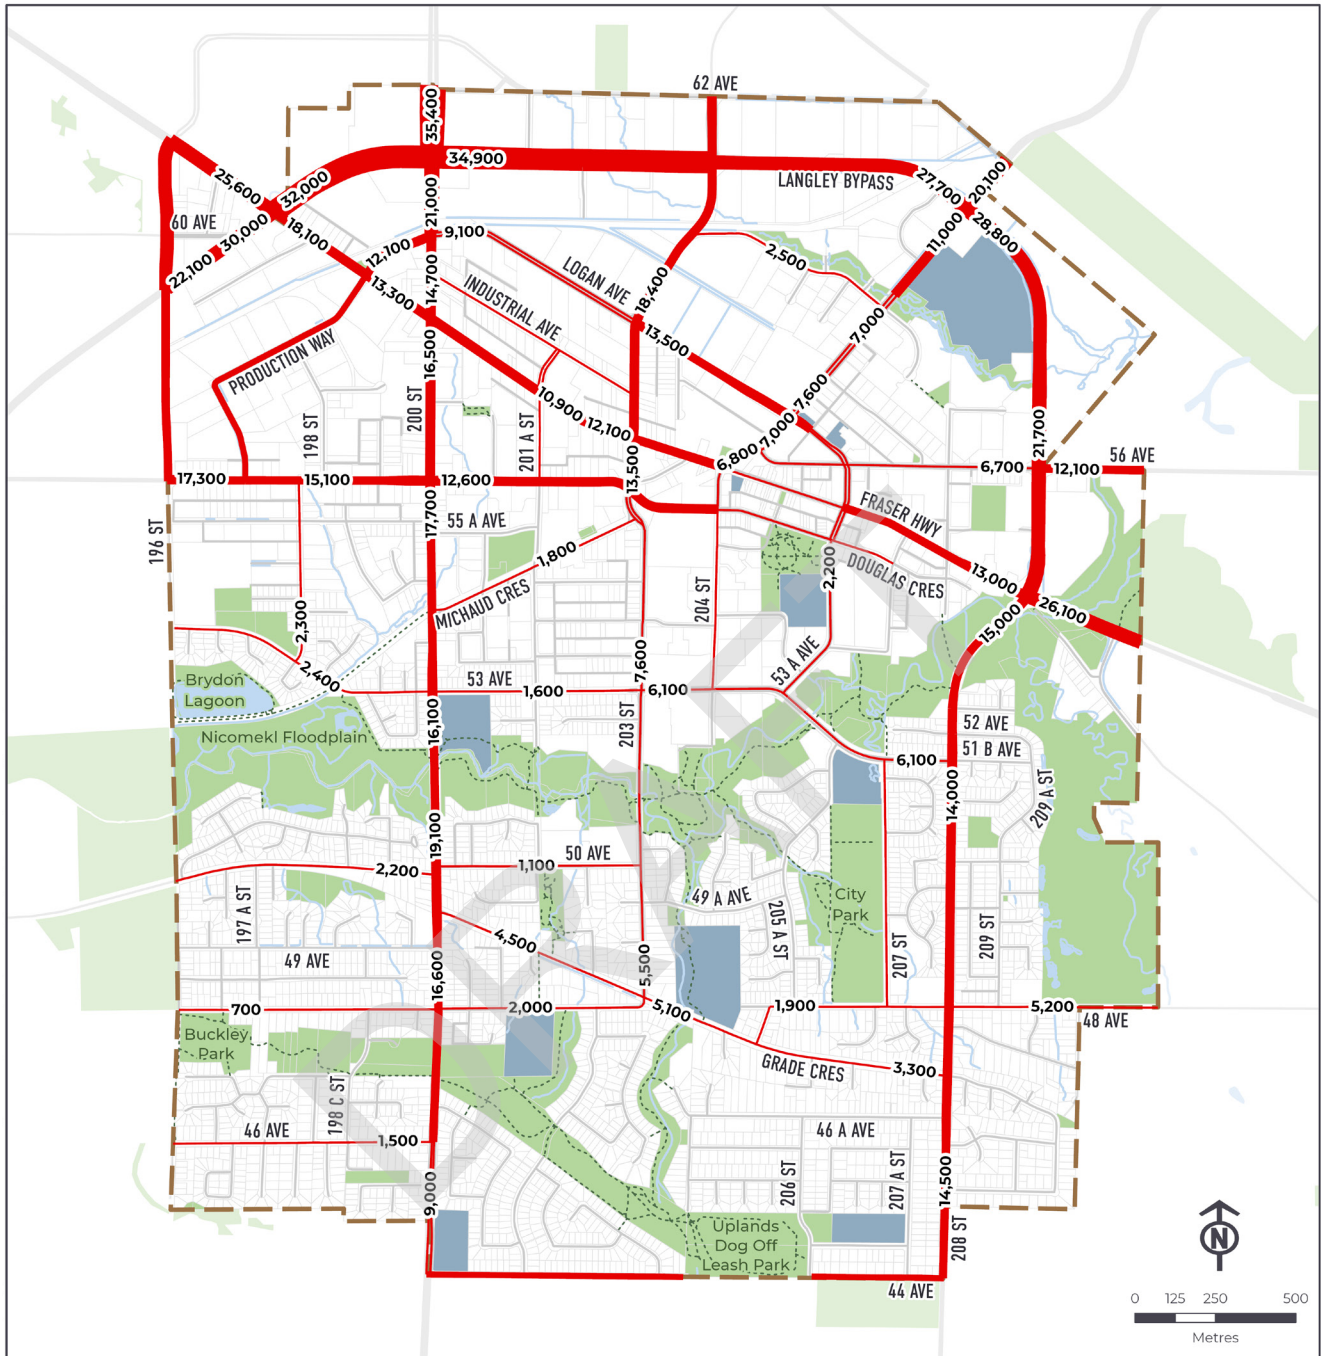 62 AVE
35,400
34,900
LANGLEY BYPASS
27,700
20,100
25,600
32,000
60 AVE
30,000
18,100
21,000
28,800
11,000
22,100
12,100
9,100
2,500
LOGAN AVE
INDUSTRIAL AVE
14,700
13,300
18,400
13,500
7,000
PRODUCTION WAY
16,500
10,900
12,100
7,600
7,000
6,800
198 ST
200 ST
201 A ST
21,700
56 AVE
6,700
12,100
17,300
15,100
12,600
13,500
17,700
55 A AVE
196 ST
FRASER HWY
1,800
DOUGLAS CRES
2,200
13,000
26,100
15,000
MICHAUD CRES
204 ST
2,300
2,400
7,600
53 A AVE
53 AVE
1,600
6,100
Brydon
Lagoon
Nicomekl Floodplain
16,100
203 ST
52 AVE
51 B AVE
6,100
14,000
209 A ST
19,100
2,200
1,100
50 AVE
49 A AVE
City
Park
197 A ST
205 A ST
4,500
49 AVE
16,600
5,500
207 ST
209 ST
700
2,000
5,100
1,900
5,200
48 AVE
Buckley
Park
GRADE CRES
3,300
198 C ST
46 AVE
1,500
46 A AVE
9,000
206 ST
207 A ST
14,500
208 ST
Uplands
Dog Off
Leash Park
44 AVE
N
0 125 250 500
Metres
DRAFT